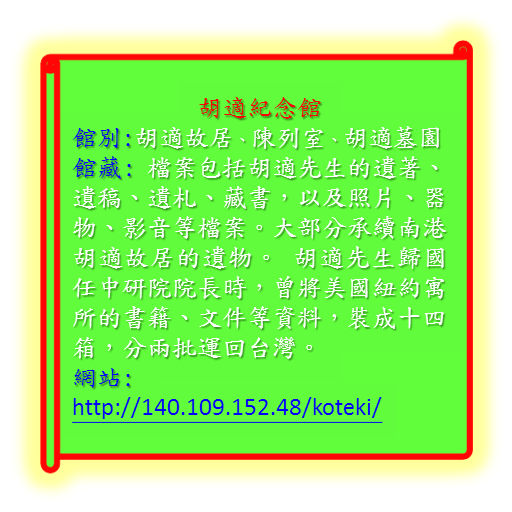 胡適紀念館
館別:胡適故居、陳列室、胡適墓園
館藏: 檔案包括胡適先生的遺著、
遺稿、遺札、藏書，以及照片、器
物、影音等檔案。大部分承續南港
胡適故居的遺物。 胡適先生歸國
任中研院院長時，曾將美國紐約寓
所的書籍、文件等資料，裝成十四
箱，分兩批運回台灣。
網站:
http://140.109.152.48/koteki/